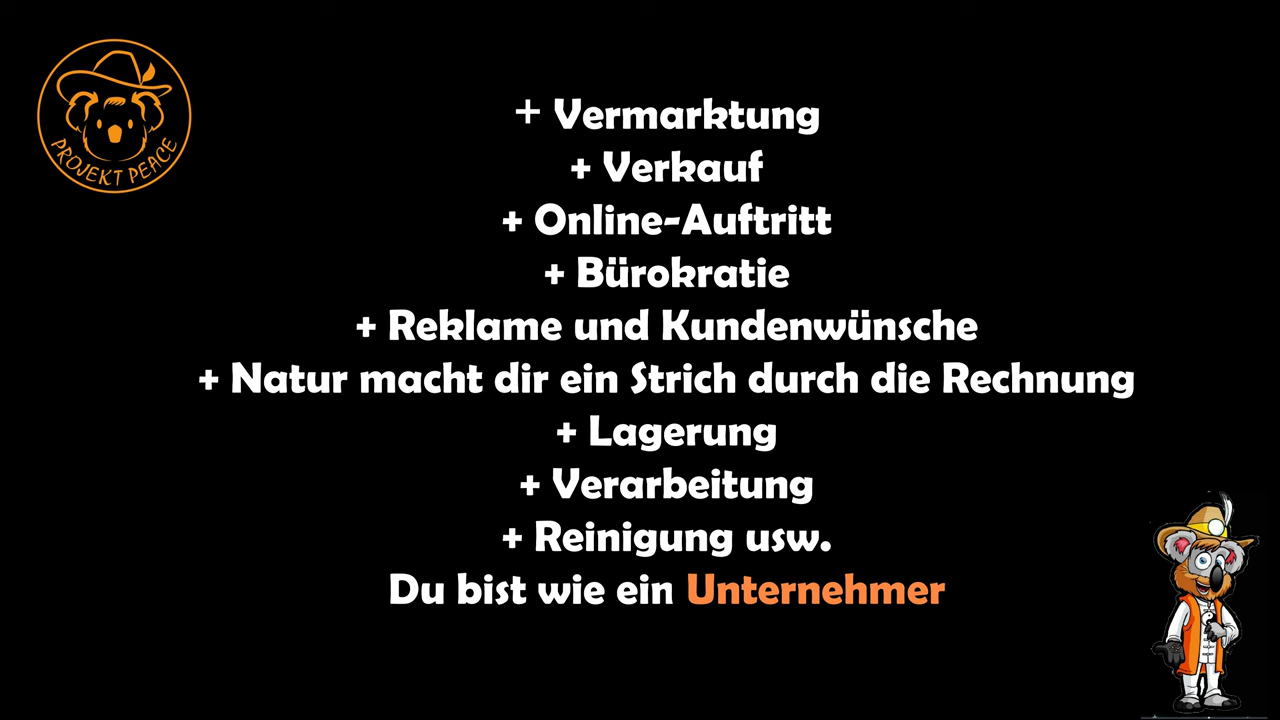 PROJEKT PEACE
+ Vermarktung
+ Verkauf
+ Online-Auftritt
+ Bürokratie
+ Reklame und Kundenwünsche
+ Natur macht dir ein Strich durch die Rechnung
+ Lagerung
+ Verarbeitung
+ Reinigung usw.
Du bist wie ein Unternehmer